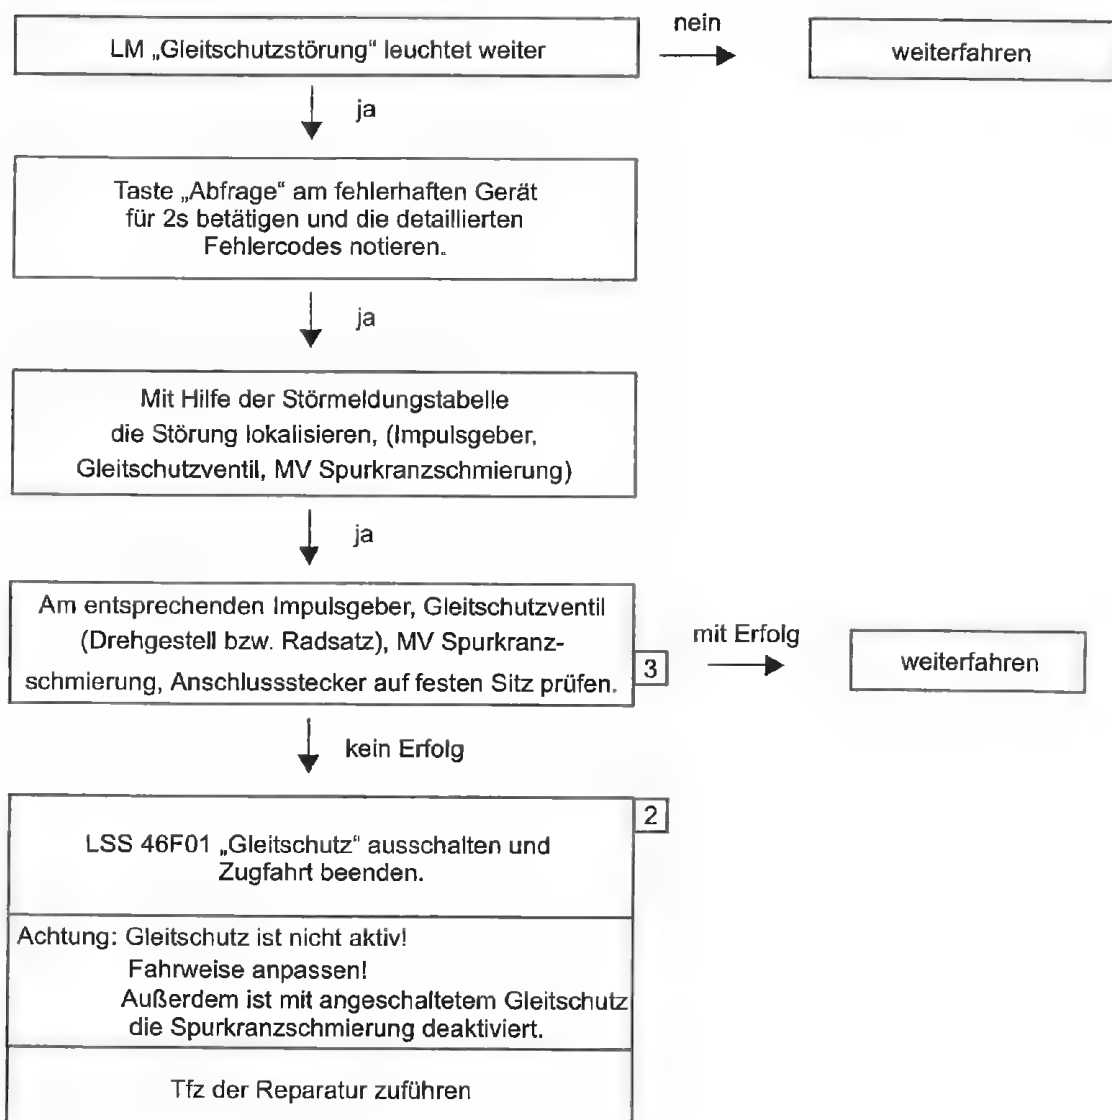 LM „Gleitschutzstörung“ leuchtet weiter
nein
weiterfahren
ja
Taste „Abfrage“ am fehlerhaften Gerät
für 2s betätigen und die detaillierten
Fehlercodes notieren.
ja
Mit Hilfe der Störmeldungstabelle
die Störung lokalisieren, (Impulsgeber,
Gleitschutzventil, MV Spurkranzschmierung)
ja
Am entsprechenden Impulsgeber, Gleitschutzventil
(Drehgestell bzw. Radsatz), MV Spurkranz-
schmierung, Anschlussstecker auf festen Sitz prüfen.
3
mit Erfolg
weiterfahren
kein Erfolg
2
LSS 46F01 „Gleitschutz“ ausschalten und
Zugfahrt beenden.
Achtung: Gleitschutz ist nicht aktiv!
Fahrweise anpassen!
Außerdem ist mit angeschaltetem Gleitschutz
die Spurkranzschmierung deaktiviert.
Tfz der Reparatur zuführen